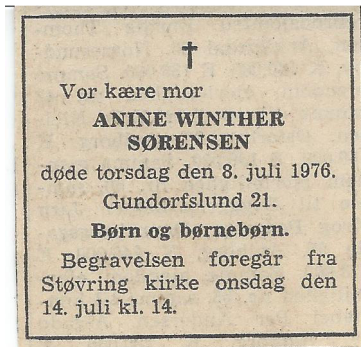 Vor kære mor
ANINE WINTHER
SØRENSEN
døde torsdag den 8. juli 1976.
Gundorfslund 21.
Børn og børnebørn.
Begravelsen foregår fra
Støvring kirke onsdag den
14. juli kl. 14.